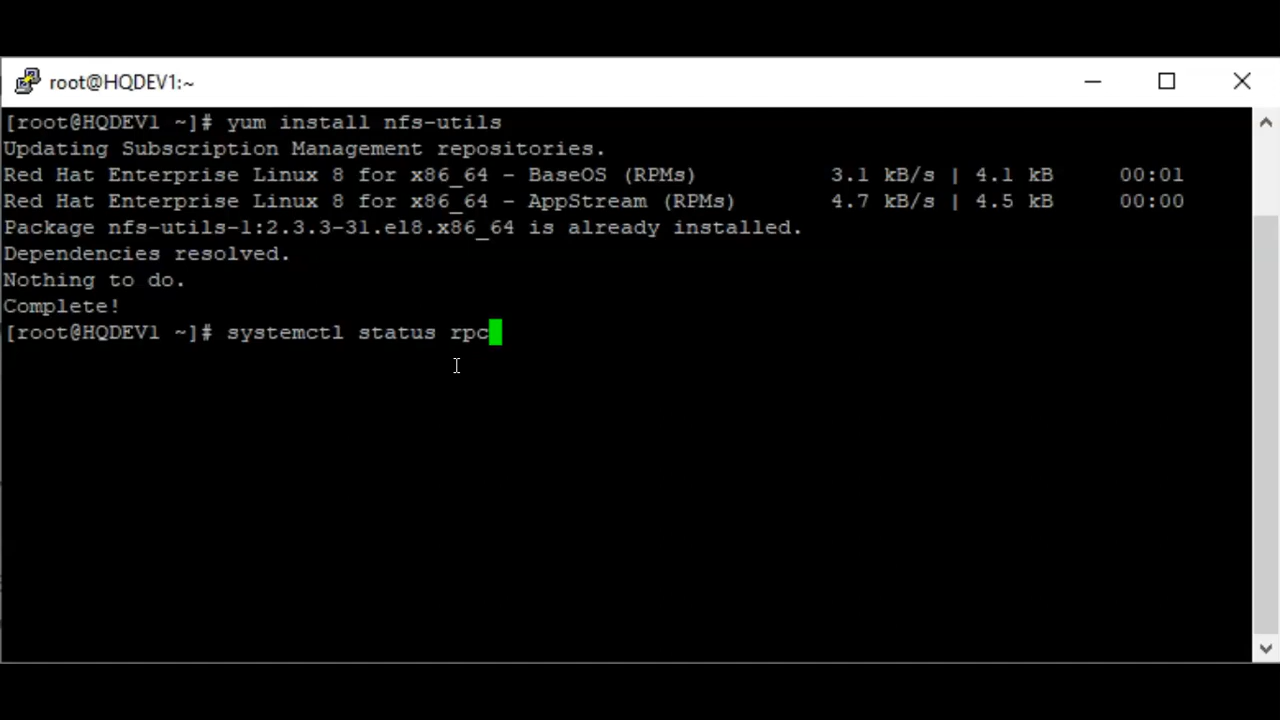 root@HQDEV1:~
[root@HQDEV1 ~]# yum install nfs-utils
Updating Subscription Management repositories.
Red Hat Enterprise Linux 8 for x86_64 - BaseOS (RPMs) 3.1 kB/s | 4.1 kB 00:01
Red Hat Enterprise Linux 8 for x86_64 - AppStream (RPMs) 4.7 kB/s | 4.5 kB 00:00
Package nfs-utils-1:2.3.3-31.el8.x86_64 is already installed.
Dependencies resolved.
Nothing to do.
Complete!
[root@HQDEV1 ~]# systemctl status rpc